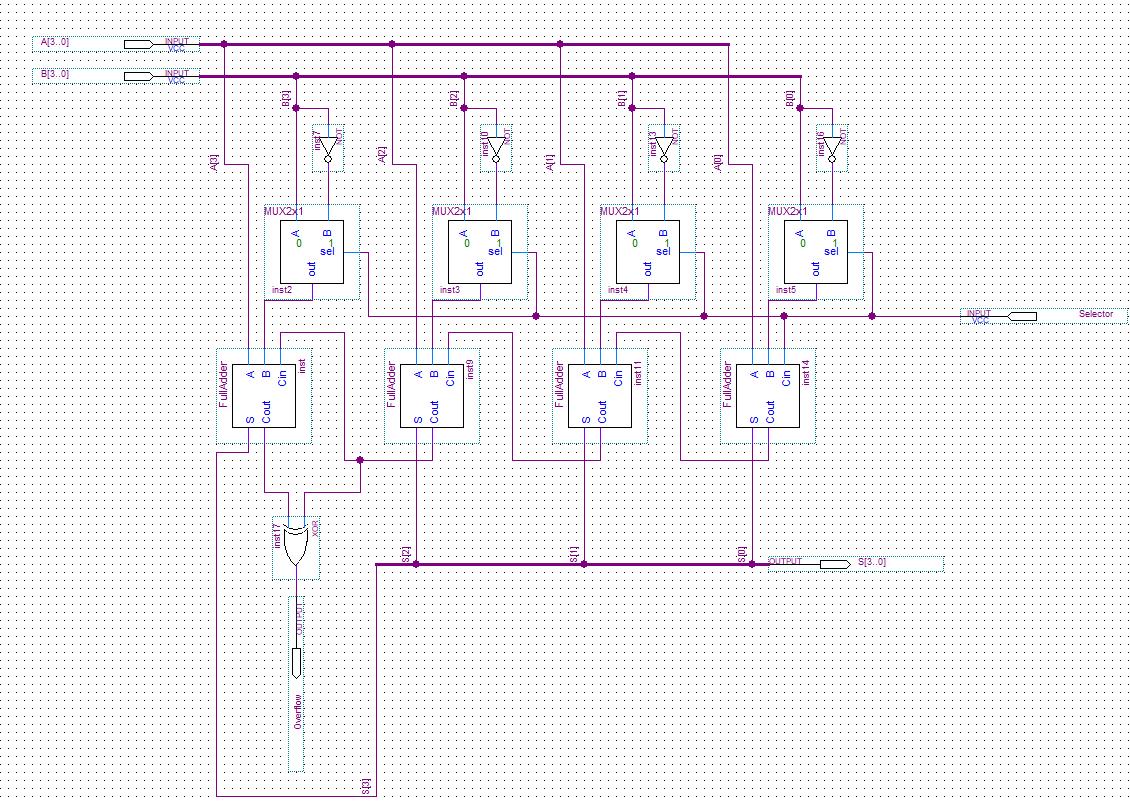 A[3..0] INPUT
VCC
B[3..0] INPUT
VCC
B[3] B[2] B[1] B[0]
inst7 NOT inst10 NOT inst13 NOT inst16 NOT
A[3] A[2] A[1] A[0]
MUX2x1 MUX2x1 MUX2x1 MUX2x1
A B A B A B A B
0 1 0 1 0 1 0 1
sel sel sel sel
out out out out
inst2 inst3 inst4 inst5
INPUT Selector
VCC
FullAdder A B Cin inst FullAdder A B Cin inst9 FullAdder A B Cin inst11 FullAdder A B Cin inst14
S Cout S Cout S Cout S Cout
inst17 XOR
S[2] S[1] S[0] OUTPUT S[3..0]
OUTPUT
Overflow
S[3]